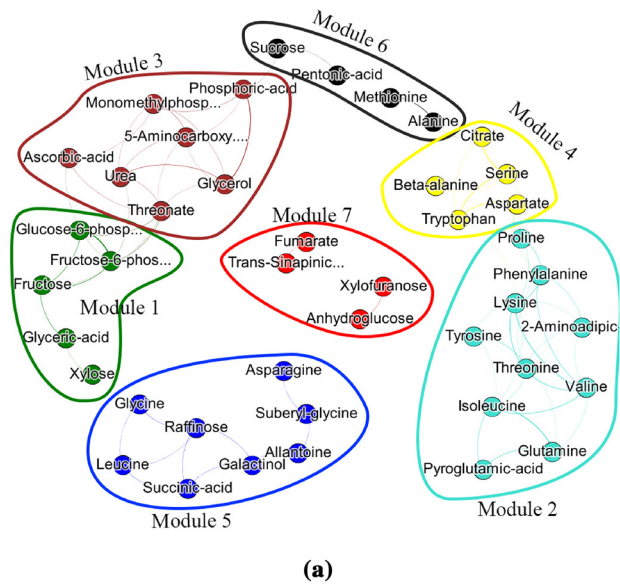 Module 6
Sucrose
Pentonic-acid
Methionine
Alanine
Module 3
Phosphoric-acid
Monomethylphosp...
5-Aminocarboxy....
Ascorbic-acid
Urea
Glycerol
Threonate
Module 4
Citrate
Serine
Beta-alanine
Aspartate
Tryptophan
Glucose-6-phosp...
Fructose-6-phos...
Fructose
Module 1
Glyceric-acid
Xylose
Module 7
Fumarate
Trans-Sinapinic...
Xylofuranose
Anhydroglucose
Proline
Phenylalanine
Lysine
Tyrosine
2-Aminoadipic
Threonine
Valine
Isoleucine
Glutamine
Pyroglutamic-acid
Module 2
Asparagine
Glycine
Suberyl-glycine
Raffinose
Allantoine
Leucine
Galactinol
Succinic-acid
Module 5
(a)